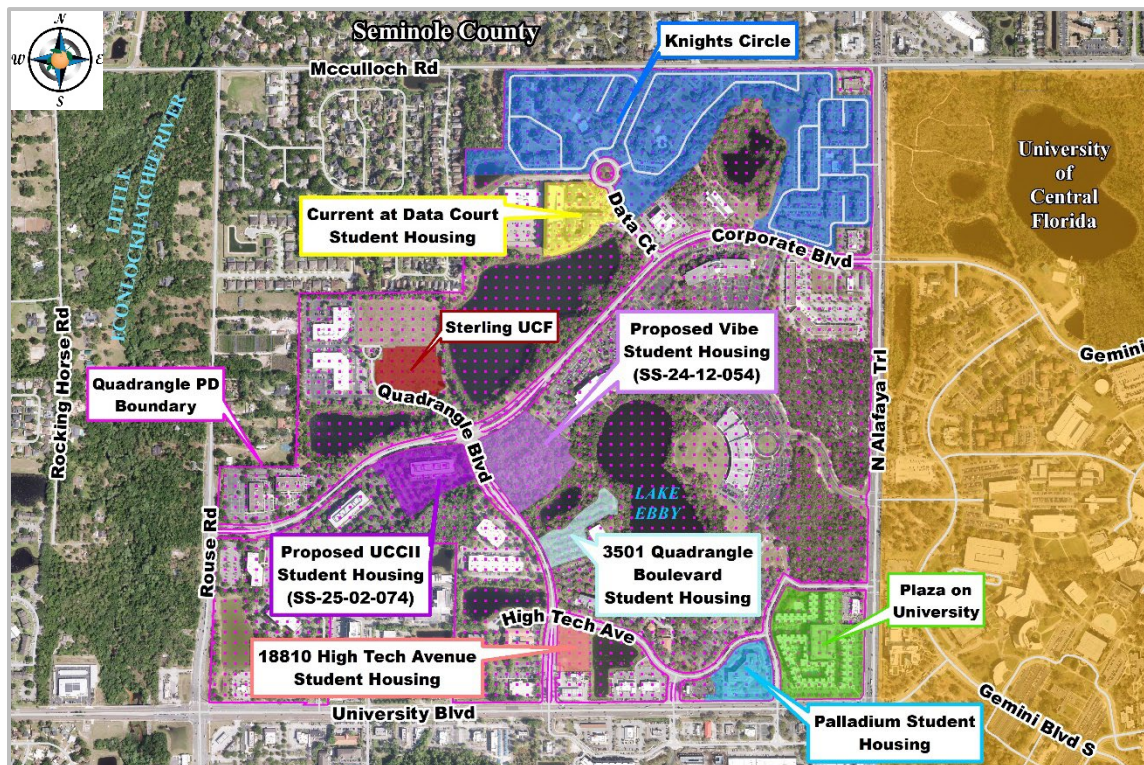 N
W
E
S
Seminole County
Mcculloch Rd
Knights Circle
LITTLE
ECONLOCKHATCHEE RIVER
University
of
Central
Florida
Current at Data Court
Student Housing
Data Ct
Corporate Blvd
Rocking Horse Rd
Sterling UCF
Proposed Vibe
Student Housing
(SS-24-12-054)
Gemini
Quadrangle PD
Boundary
Quadrangle Blvd
N Alafaya Trl
LAKE
EBBY
Rouse Rd
Proposed UCCII
Student Housing
(SS-25-02-074)
3501 Quadrangle
Boulevard
Student Housing
Plaza on
University
High Tech Ave
18810 High Tech Avenue
Student Housing
University Blvd
Palladium Student
Housing
Gemini Blvd S